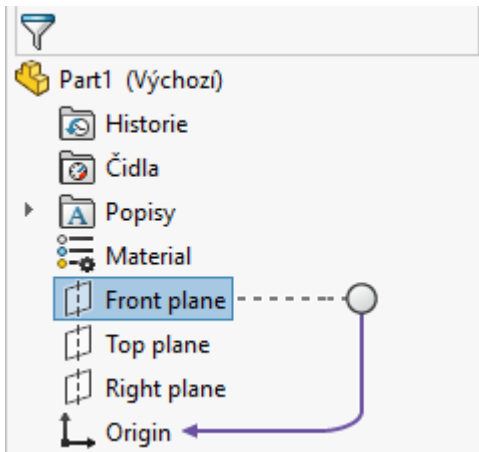 Part1 (Výchozí)
Historie
Čidla
Popisy
Material
Front plane
Top plane
Right plane
Origin